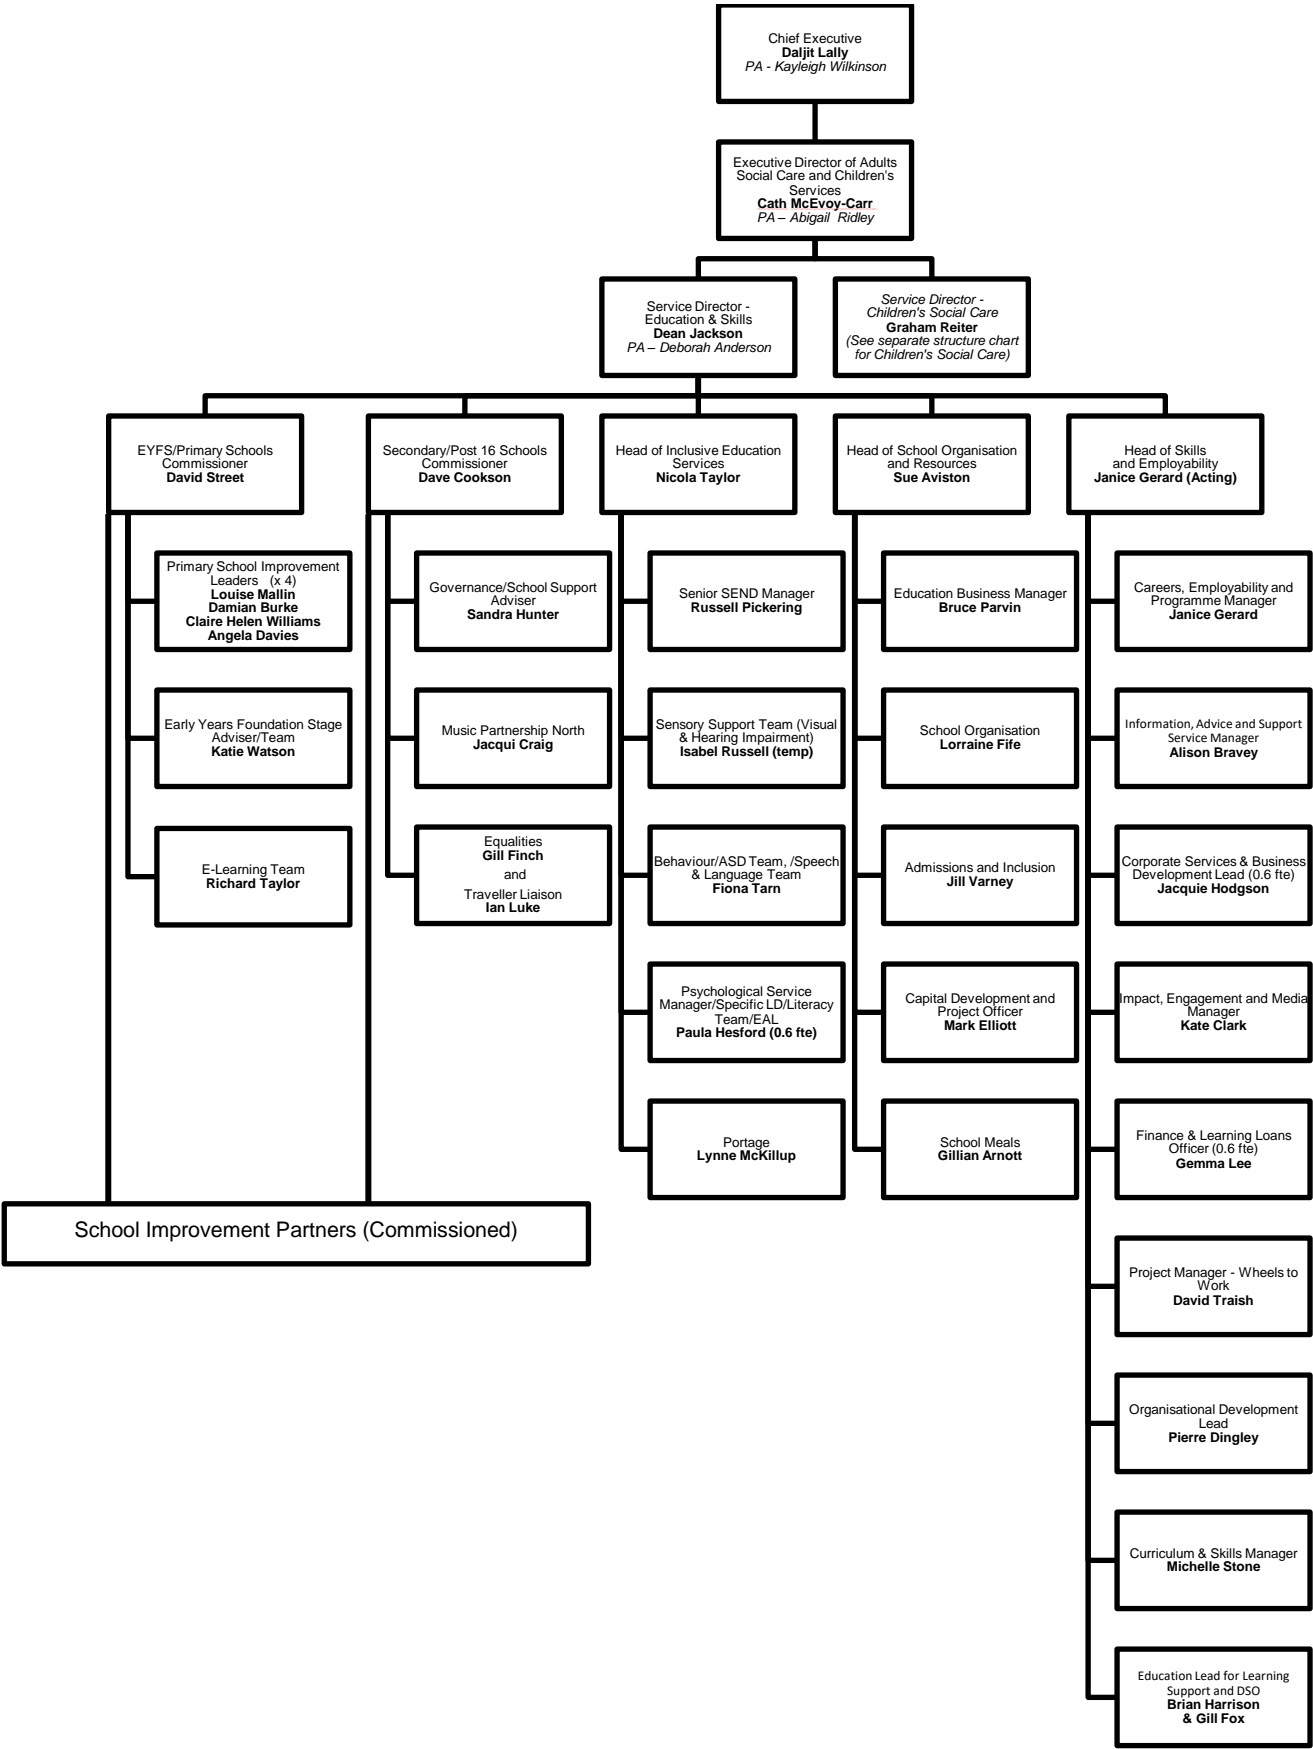 Chief Executive
Daljit Lally
PA - Kayleigh Wilkinson
Executive Director of Adults
Social Care and Children's
Services
Cath McEvoy-Carr
PA – Abigail Ridley
Service Director -
Education & Skills
Dean Jackson
PA – Deborah Anderson
Service Director -
Children's Social Care
Graham Reiter
(See separate structure chart
for Children's Social Care)
EYFS/Primary Schools
Commissioner
David Street
Secondary/Post 16 Schools
Commissioner
Dave Cookson
Head of Inclusive Education
Services
Nicola Taylor
Head of School Organisation
and Resources
Sue Aviston
Head of Skills
and Employability
Janice Gerard (Acting)
Primary School Improvement
Leaders (x 4)
Louise Mallin
Damian Burke
Claire Helen Williams
Angela Davies
Governance/School Support
Adviser
Sandra Hunter
Senior SEND Manager
Russell Pickering
Education Business Manager
Bruce Parvin
Careers, Employability and
Programme Manager
Janice Gerard
Early Years Foundation Stage
Adviser/Team
Katie Watson
Music Partnership North
Jacqui Craig
Sensory Support Team (Visual
& Hearing Impairment)
Isabel Russell (temp)
School Organisation
Lorraine Fife
Information, Advice and Support
Service Manager
Alison Bravey
E-Learning Team
Richard Taylor
Equalities
Gill Finch
and
Traveller Liaison
Ian Luke
Behaviour/ASD Team, /Speech
& Language Team
Fiona Tarn
Admissions and Inclusion
Jill Varney
Corporate Services & Business
Development Lead (0.6 fte)
Jacquie Hodgson
Psychological Service
Manager/Specific LD/Literacy
Team/EAL
Paula Hesford (0.6 fte)
Capital Development and
Project Officer
Mark Elliott
Impact, Engagement and Media
Manager
Kate Clark
Portage
Lynne McKillup
School Meals
Gillian Arnott
Finance & Learning Loans
Officer (0.6 fte)
Gemma Lee
School Improvement Partners (Commissioned)
Project Manager - Wheels to
Work
David Traish
Organisational Development
Lead
Pierre Dingley
Curriculum & Skills Manager
Michelle Stone
Education Lead for Learning
Support and DSO
Brian Harrison
& Gill Fox